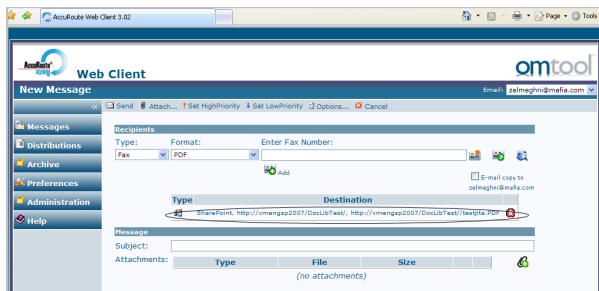 AccuRoute Web Client 3.02
Page
Tools
AccuRoute
Web Client
omtool
New Message
Email: zelmeghni@mafia.com
Send Attach... Set HighPriority Set LowPriority Options... Cancel
Messages
Distributions
Archive
Preferences
Administration
Help
Recipients
Type: Format: Enter Fax Number:
Fax PDF
Add
E-mail copy to
zelmeghni@mafia.com
Type Destination
SharePoint, http://vmengsp2007/DocLibTest/, http://vmengsp2007/DocLibTest//testjita.PDF
Message
Subject:
Attachments: Type File Size
(no attachments)